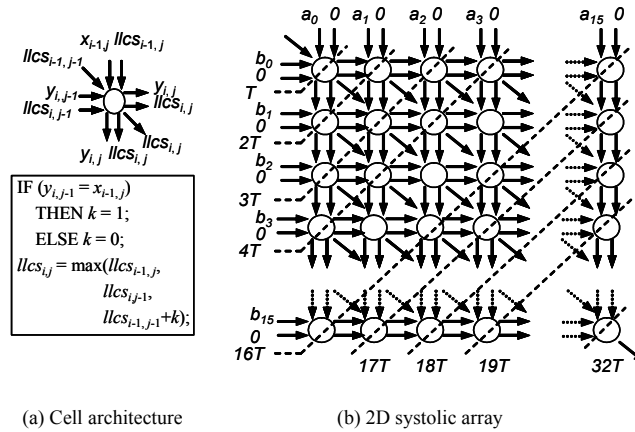 x_{i-1,j} llcs_{i-1,j}
llcs_{i-1,j-1}
y_{i,j-1}
y_{i,j}
llcs_{i,j-1}
llcs_{i,j}
llcs_{i,j}
y_{i,j} llcs_{i,j}
IF (y_{i,j-1} = x_{i-1,j})
THEN k = 1;
ELSE k = 0;
llcs_{i,j} = max(llcs_{i-1,j},
llcs_{i,j-1},
llcs_{i-1,j-1}+k);
(a) Cell architecture
a_0 0 a_1 0 a_2 0 a_3 0 a_15 0
b_0
0
T
b_1
0
2T
b_2
0
3T
b_3
0
4T
b_15
0
16T 17T 18T 19T 32T
(b) 2D systolic array